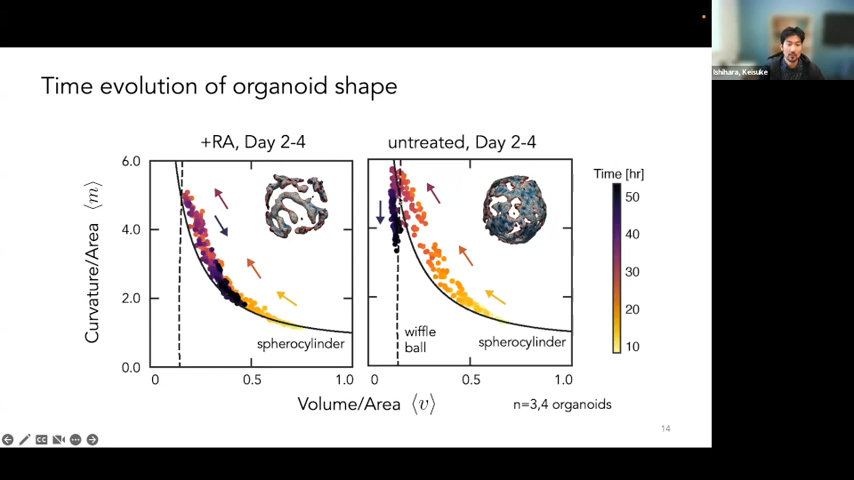 Ishihara, Keisuke
Time evolution of organoid shape
+RA, Day 2-4
untreated, Day 2-4
Time [hr]
6.0
4.0
2.0
0.0
Curvature/Area ⟨m⟩
spherocylinder
wiffle
ball
spherocylinder
50
40
30
20
10
0
0.5
1.0
0
0.5
1.0
Volume/Area ⟨v⟩
n=3,4 organoids
14
CC